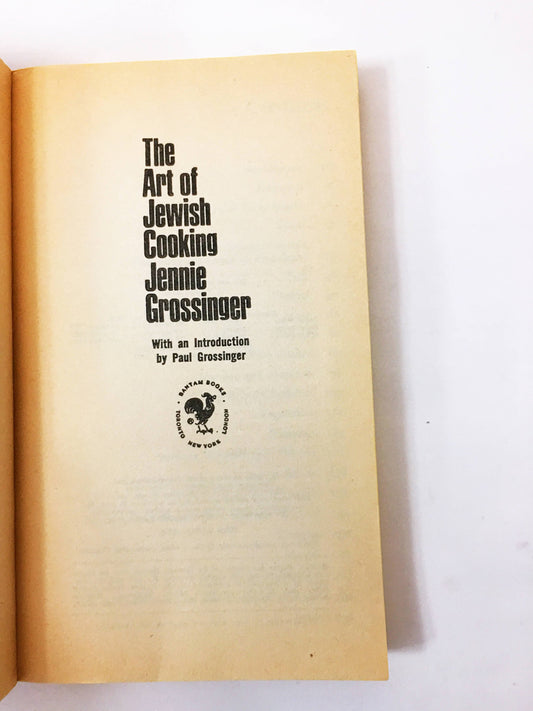 The
Art of
Jewish
Cooking
Jennie
Grossinger
With an Introduction
by Paul Grossinger
BANTAM BOOKS
TORONTO • NEW YORK • LONDON